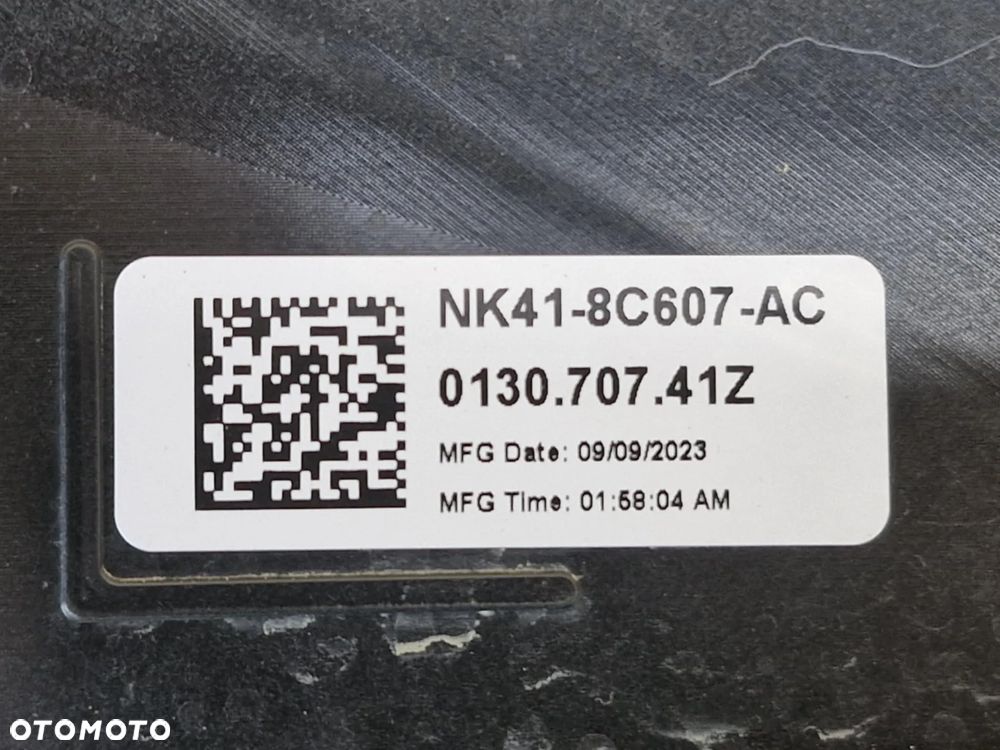 NK41-8C607-AC
0130.707.41Z
MFG Date: 09/09/2023
MFG Time: 01:58:04 AM
OTOMOTO